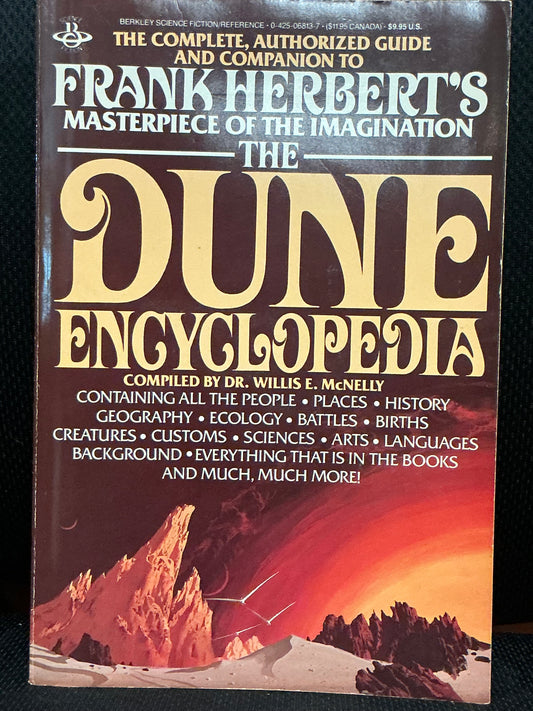 BERKLEY SCIENCE FICTION/REFERENCE • 0-425-06813-7 • ($11.95 CANADA) • $9.95 U.S.
THE COMPLETE, AUTHORIZED GUIDE
AND COMPANION TO
FRANK HERBERT'S
MASTERPIECE OF THE IMAGINATION
THE
DUNE
ENCYCLOPEDIA
COMPILED BY DR. WILLIS E. McNELLY
CONTAINING ALL THE PEOPLE • PLACES • HISTORY
GEOGRAPHY • ECOLOGY • BATTLES • BIRTHS
CREATURES • CUSTOMS • SCIENCES • ARTS • LANGUAGES
BACKGROUND • EVERYTHING THAT IS IN THE BOOKS
AND MUCH, MUCH MORE!